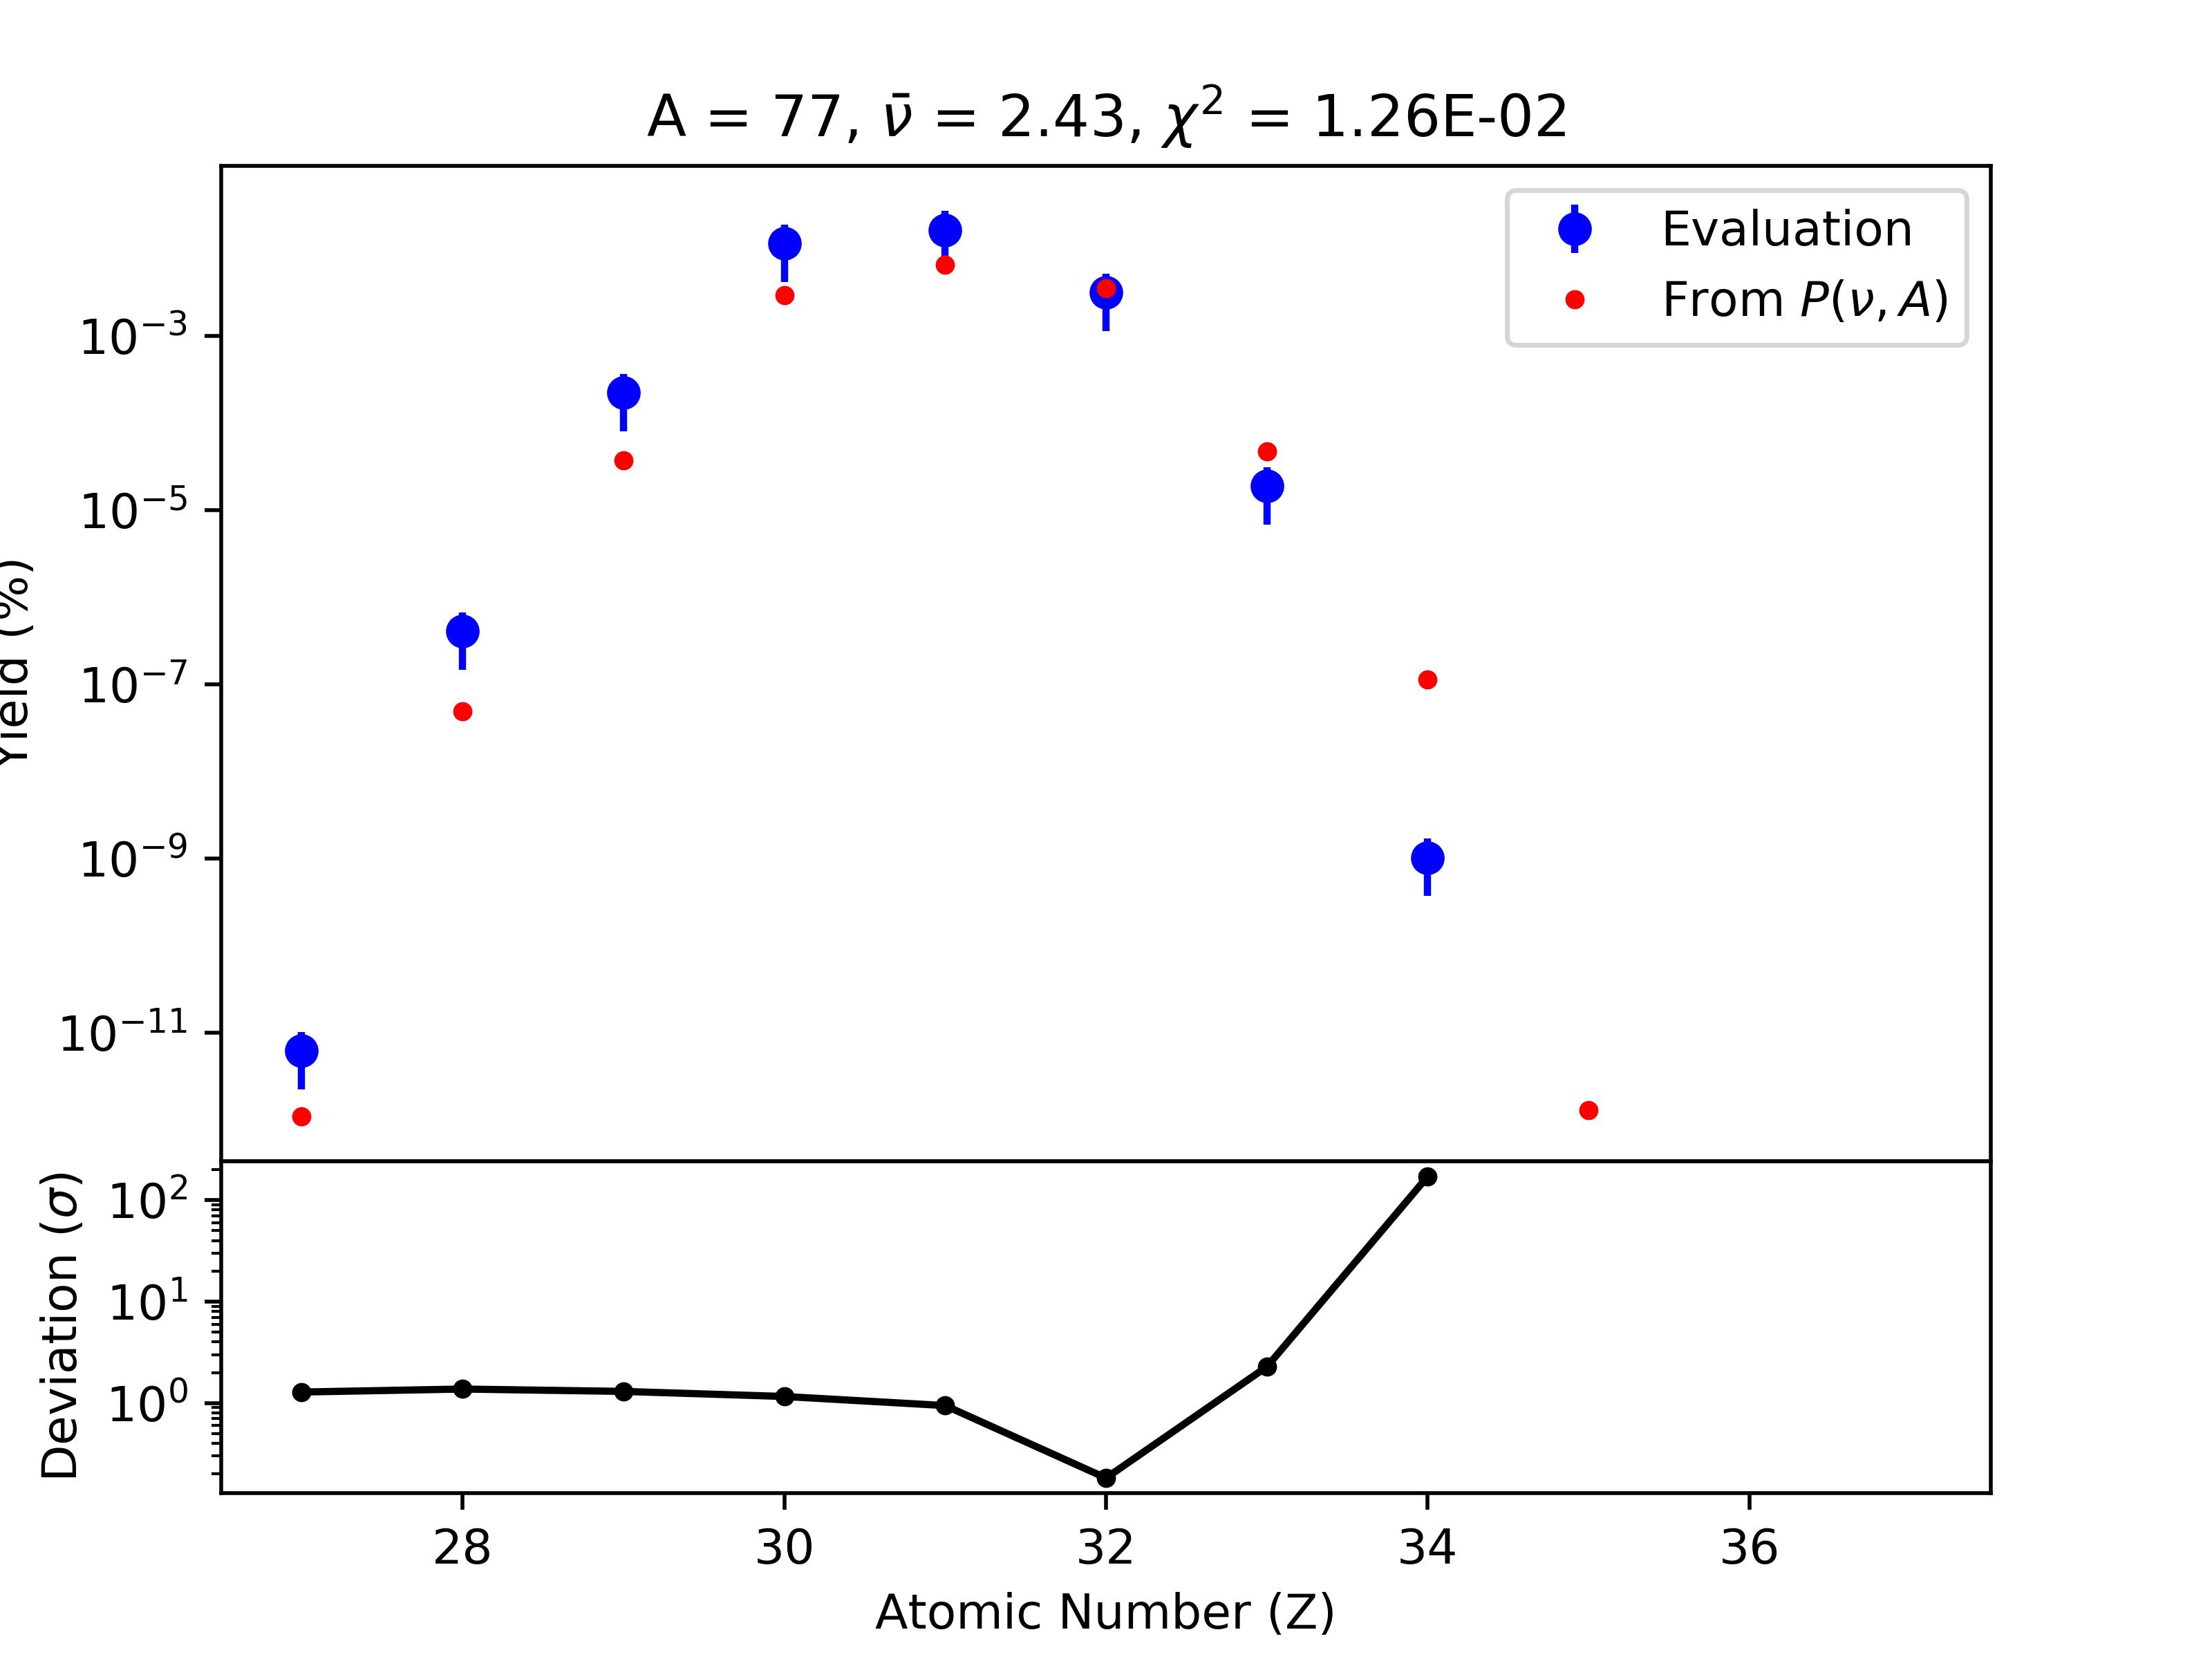 A = 77, ν̄ = 2.43, χ² = 1.26E-02
Evaluation
From P(ν, A)
Yield (%)
10⁻³
10⁻⁵
10⁻⁷
10⁻⁹
10⁻¹¹
Deviation (σ)
10²
10¹
10⁰
28 30 32 34 36
Atomic Number (Z)